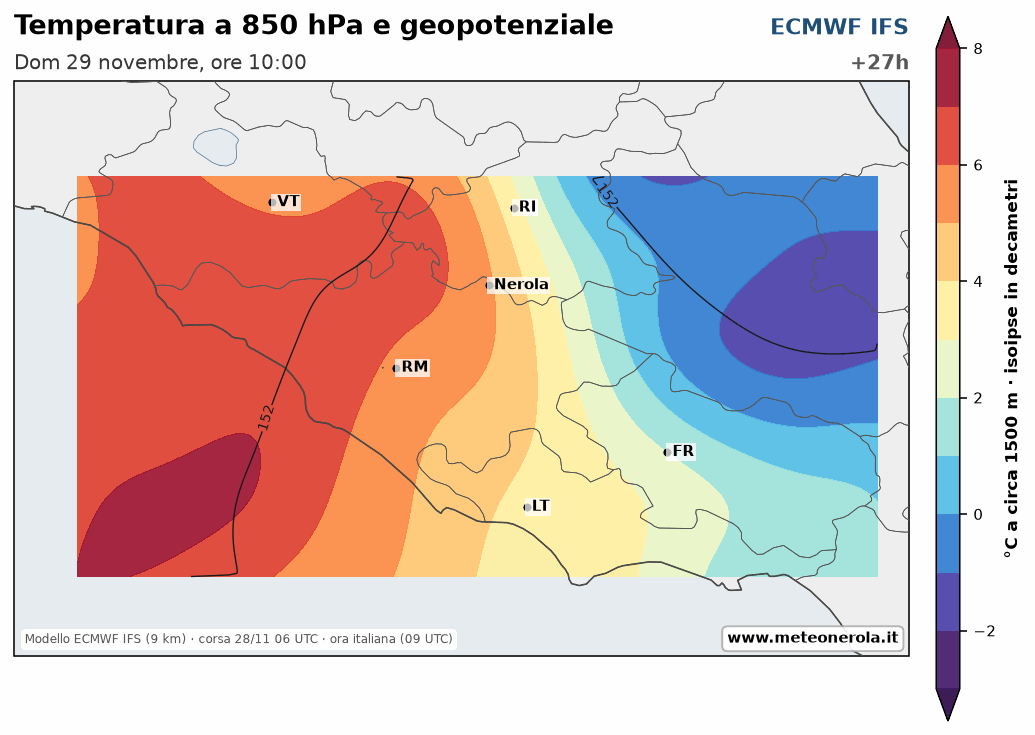 Temperatura a 850 hPa e geopotenziale
ECMWF IFS
Dom 29 novembre, ore 10:00
+27h
VT
RI
152
Nerola
RM
152
FR
LT
8
6
4
2
0
−2
°C a circa 1500 m · isoipse in decametri
Modello ECMWF IFS (9 km) · corsa 28/11 06 UTC · ora italiana (09 UTC)
www.meteonerola.it